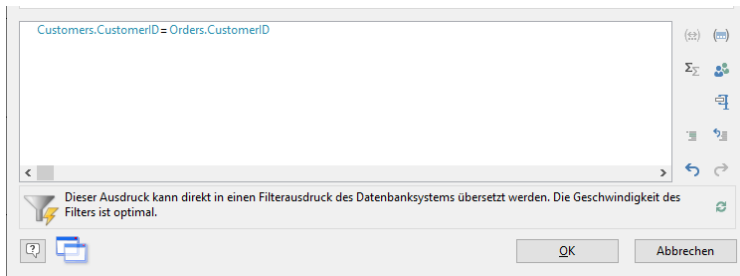 Customers.CustomerID = Orders.CustomerID
Dieser Ausdruck kann direkt in einen Filterausdruck des Datenbanksystems übersetzt werden. Die Geschwindigkeit des
Filters ist optimal.
OK
Abbrechen